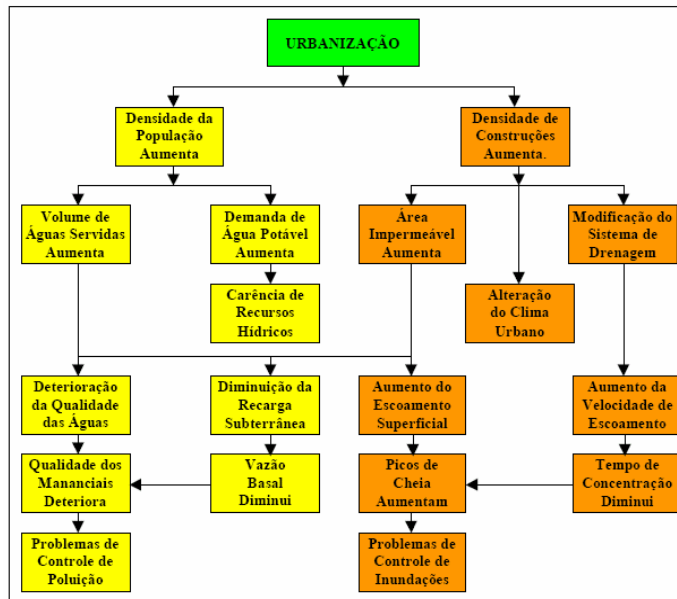 URBANIZAÇÃO
Densidade da
População
Aumenta
Densidade de
Construções
Aumenta.
Volume de
Águas Servidas
Aumenta
Demanda de
Água Potável
Aumenta
Área
Impermeável
Aumenta
Modificação do
Sistema de
Drenagem
Carência de
Recursos
Hídricos
Alteração
do Clima
Urbano
Deterioração
da Qualidade
das Águas
Diminuição da
Recarga
Subterrânea
Aumento do
Escoamento
Superficial
Aumento da
Velocidade de
Escoamento
Qualidade dos
Mananciais
Deteriora
Vazão
Basal
Diminui
Picos de
Cheia
Aumentam
Tempo de
Concentração
Diminui
Problemas de
Controle de
Poluição
Problemas de
Controle de
Inundações